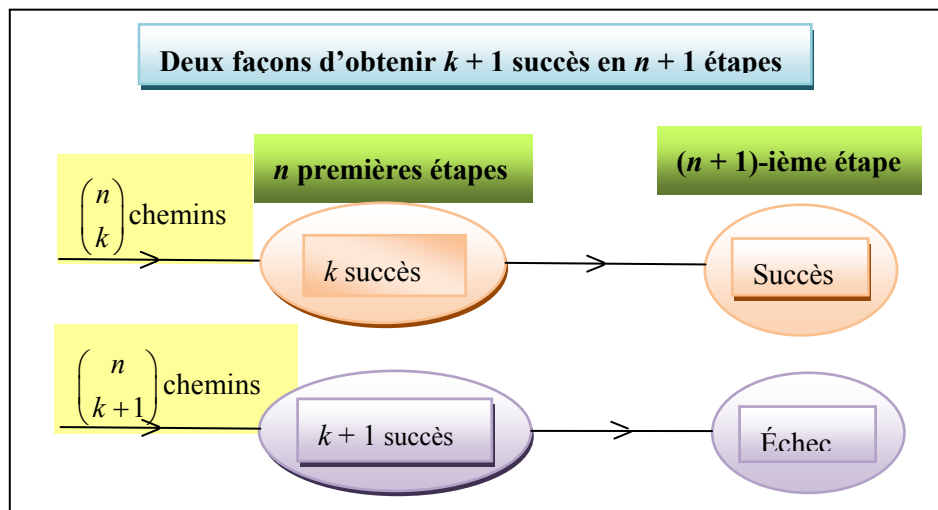 Deux façons d'obtenir k + 1 succès en n + 1 étapes
n premières étapes
(n + 1)-ième étape
(n
k) chemins
k succès
Succès
(n
k + 1) chemins
k + 1 succès
Échec